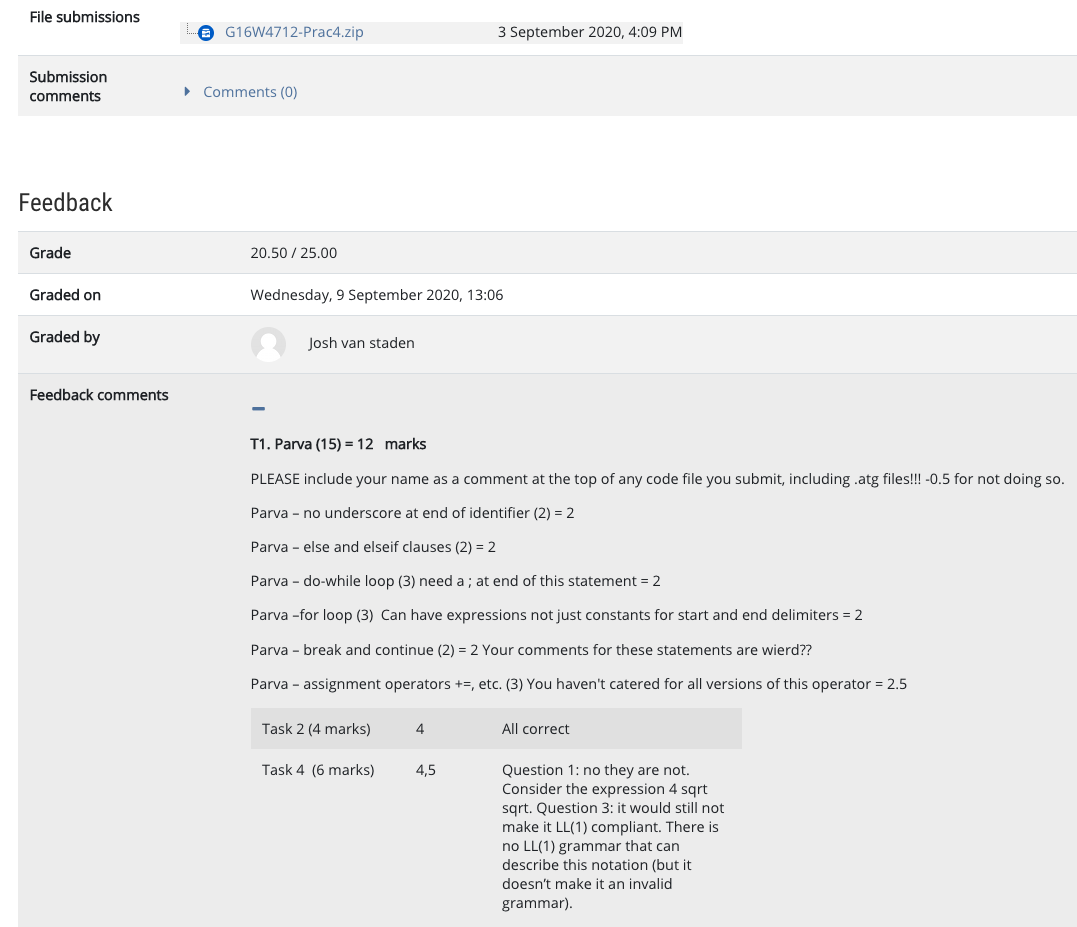 File submissions
G16W4712-Prac4.zip 3 September 2020, 4:09 PM
Submission
comments
Comments (0)
Feedback
Grade 20.50 / 25.00
Graded on Wednesday, 9 September 2020, 13:06
Graded by Josh van staden
Feedback comments
T1. Parva (15) = 12 marks
PLEASE include your name as a comment at the top of any code file you submit, including .atg files!!! -0.5 for not doing so.
Parva – no underscore at end of identifier (2) = 2
Parva – else and elseif clauses (2) = 2
Parva – do-while loop (3) need a ; at end of this statement = 2
Parva –for loop (3) Can have expressions not just constants for start and end delimiters = 2
Parva – break and continue (2) = 2 Your comments for these statements are wierd??
Parva – assignment operators +=, etc. (3) You haven't catered for all versions of this operator = 2.5
Task 2 (4 marks) 4 All correct
Task 4 (6 marks) 4,5 Question 1: no they are not.
Consider the expression 4 sqrt
sqrt. Question 3: it would still not
make it LL(1) compliant. There is
no LL(1) grammar that can
describe this notation (but it
doesn’t make it an invalid
grammar).